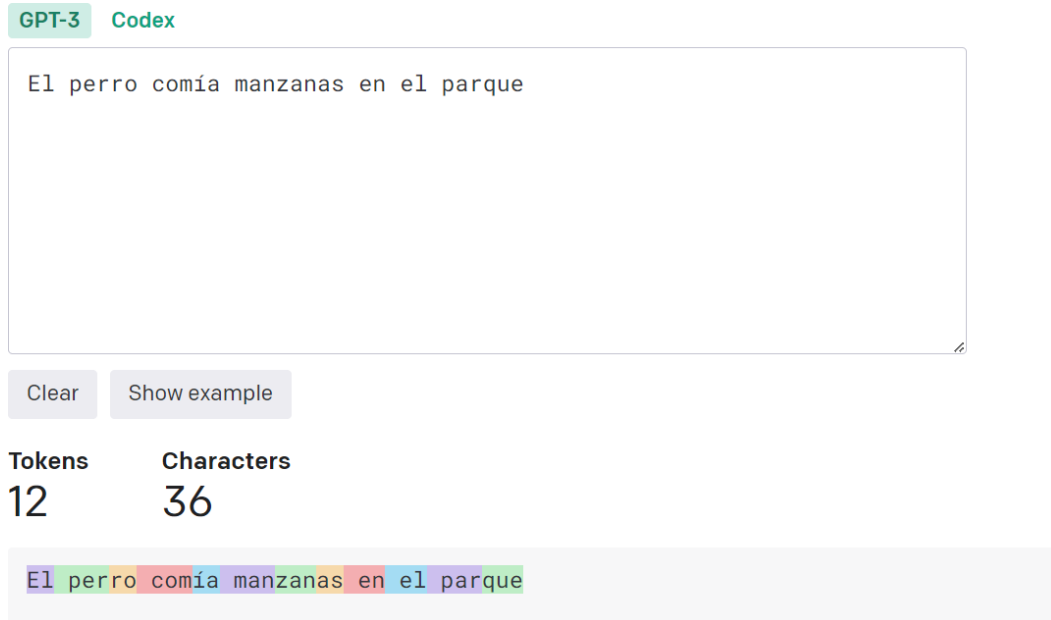 GPT-3 Codex
El perro comía manzanas en el parque
Clear Show example
Tokens Characters
12 36
El perro comía manzanas en el parque